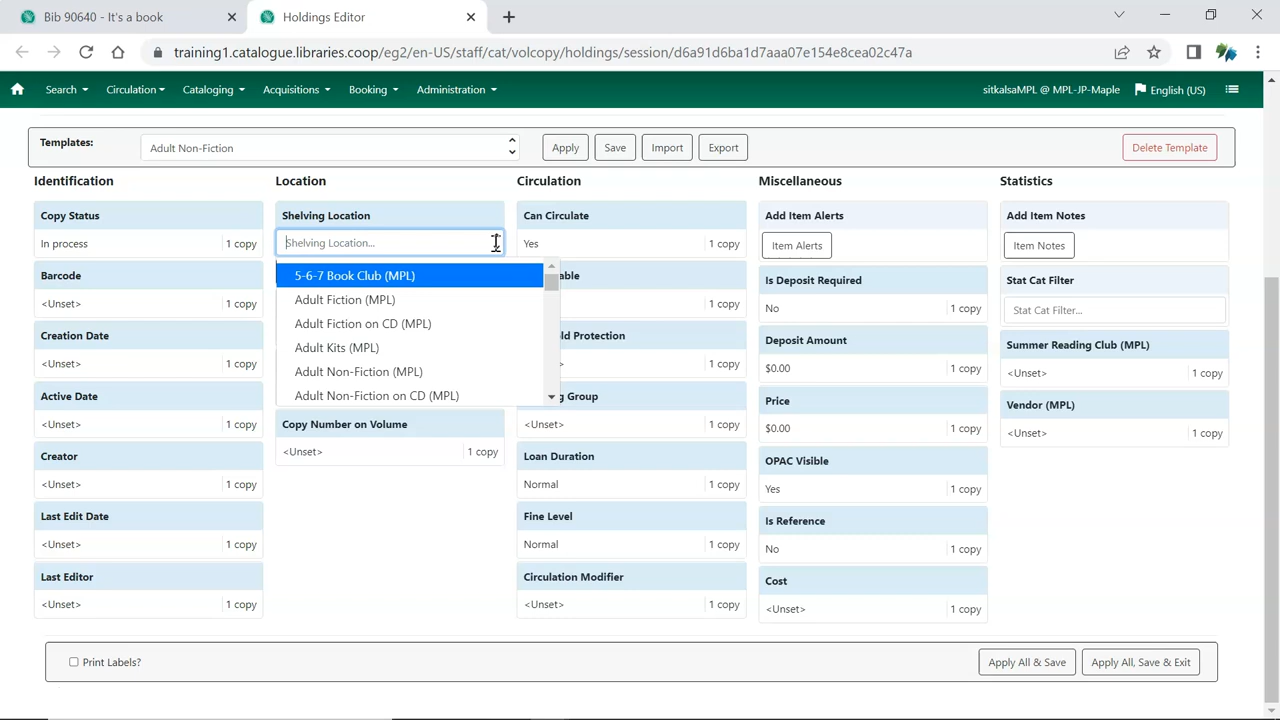 Bib 90640 - It's a book
Holdings Editor
training1.catalogue.libraries.coop/eg2/en-US/staff/cat/volcopy/holdings/session/d6a91d6ba1d7aaa07e154e8cea02c47a
Search
Circulation
Cataloging
Acquisitions
Booking
Administration
sitkalsaMPL @ MPL-JP-Maple
English (US)
Templates:
Adult Non-Fiction
Apply
Save
Import
Export
Delete Template
Identification
Copy Status
In process 1 copy
Barcode
<Unset> 1 copy
Creation Date
<Unset> 1 copy
Active Date
<Unset> 1 copy
Creator
<Unset> 1 copy
Last Edit Date
<Unset> 1 copy
Last Editor
<Unset> 1 copy
Location
Shelving Location
Shelving Location...
5-6-7 Book Club (MPL)
Adult Fiction (MPL)
Adult Fiction on CD (MPL)
Adult Kits (MPL)
Adult Non-Fiction (MPL)
Adult Non-Fiction on CD (MPL)
Copy Number on Volume
<Unset> 1 copy
Circulation
Can Circulate
Yes 1 copy
able
1 copy
ld Protection
1 copy
g Group
<Unset> 1 copy
Loan Duration
Normal 1 copy
Fine Level
Normal 1 copy
Circulation Modifier
<Unset> 1 copy
Miscellaneous
Add Item Alerts
Item Alerts
Is Deposit Required
No 1 copy
Deposit Amount
$0.00 1 copy
Price
$0.00 1 copy
OPAC Visible
Yes 1 copy
Is Reference
No 1 copy
Cost
<Unset> 1 copy
Statistics
Add Item Notes
Item Notes
Stat Cat Filter
Stat Cat Filter...
Summer Reading Club (MPL)
<Unset> 1 copy
Vendor (MPL)
<Unset> 1 copy
Print Labels?
Apply All & Save
Apply All, Save & Exit